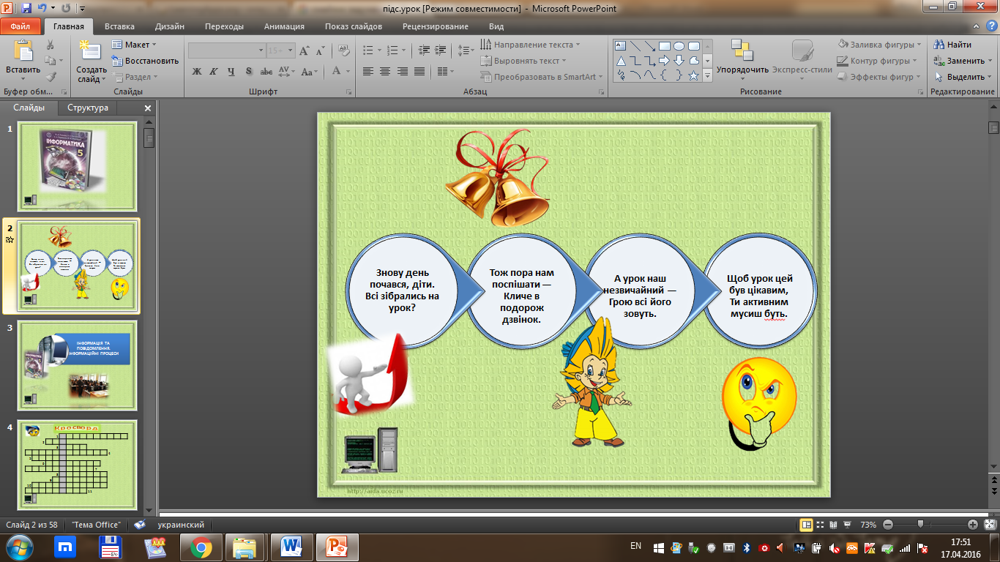 підс.урок [Режим совместимости] - Microsoft PowerPoint
Файл Главная Вставка Дизайн Переходы Анимация Показ слайдов Рецензирование Вид
Вставить
Создать слайд
Макет
Восстановить
Раздел
15+
Ж К Ч S abc AV Aa A
Направление текста
Выровнять текст
Преобразовать в SmartArt
Упорядочить
Экспресс-стили
Заливка фигуры
Контур фигуры
Эффекты фигур
Найти
Заменить
Выделить
Буфер обм... Слайды Шрифт Абзац Рисование Редактирование
Слайды Структура
1
ІНФОРМАТИКА
5
2
3
ІНФОРМАЦІЯ ТА
ПОВІДОМЛЕННЯ.
ІНФОРМАЦІЙНІ ПРОЦЕСИ
4
Кросворд
Знову день
почався, діти.
Всі зібрались на
урок?
Тож пора нам
поспішати —
Кличе в
подорож
дзвінок.
А урок наш
незвичайний —
Грою всі його
зовуть.
Щоб урок цей
був цікавим,
Ти активним
мусиш буть.
http://aida.ucoz.ru
Слайд 2 из 58 "Тема Office" украинский 73%
EN
17:51
17.04.2016